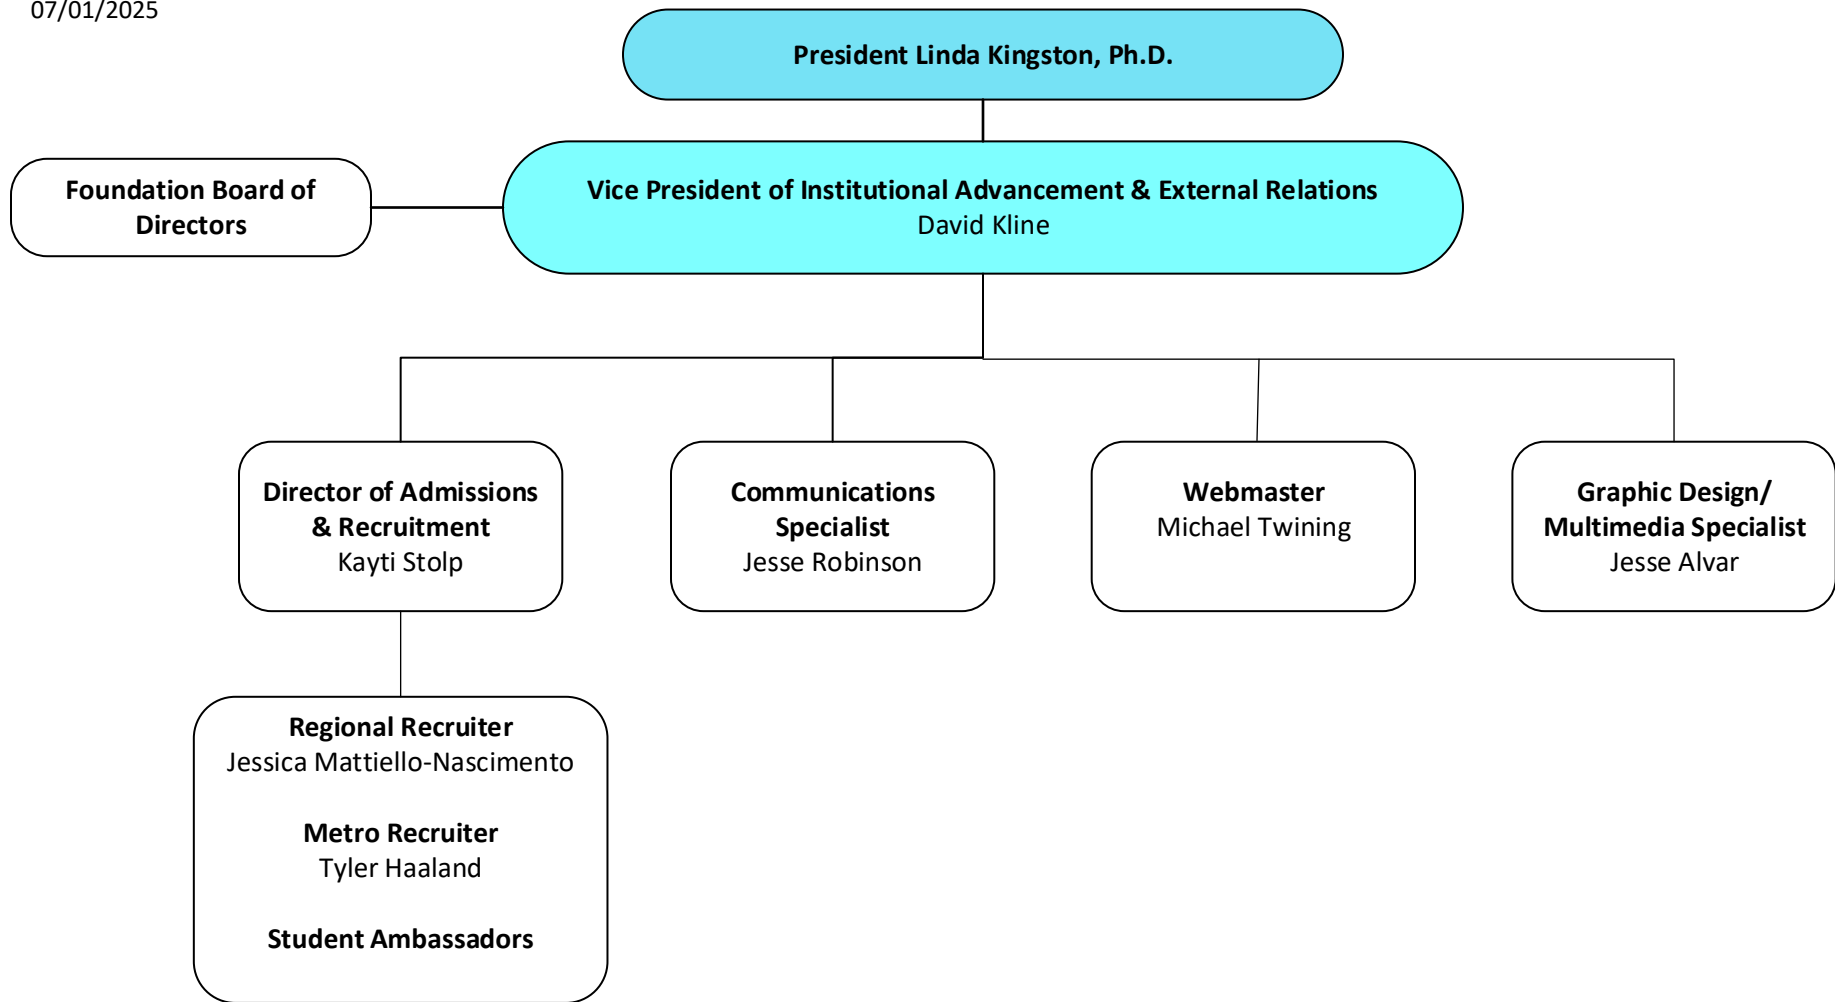 07/01/2025
President Linda Kingston, Ph.D.
Foundation Board of
Directors
Vice President of Institutional Advancement & External Relations
David Kline
Director of Admissions
& Recruitment
Kayti Stolp
Communications
Specialist
Jesse Robinson
Webmaster
Michael Twining
Graphic Design/
Multimedia Specialist
Jesse Alvar
Regional Recruiter
Jessica Mattiello-Nascimento
Metro Recruiter
Tyler Haaland
Student Ambassadors